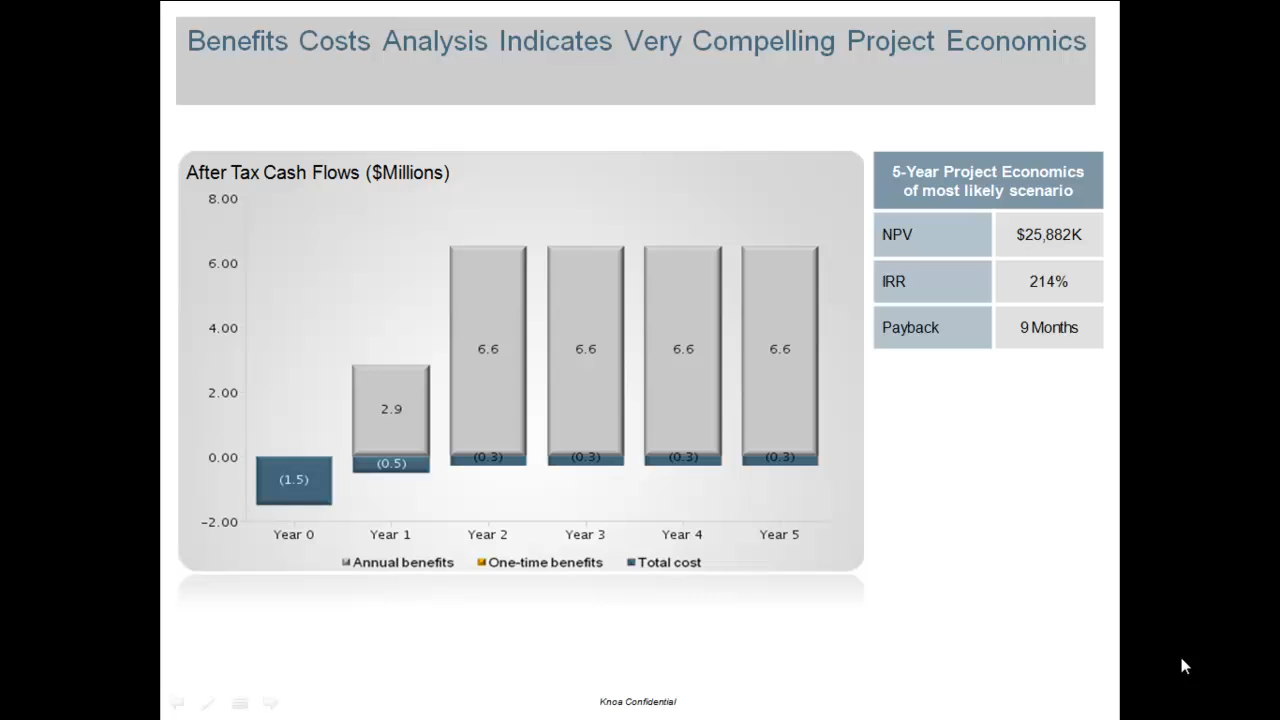 Benefits Costs Analysis Indicates Very Compelling Project Economics
After Tax Cash Flows ($Millions)
8.00
6.00
4.00
2.00
0.00
−2.00
(1.5)
2.9
(0.5)
6.6
(0.3)
6.6
(0.3)
6.6
(0.3)
6.6
(0.3)
Year 0 Year 1 Year 2 Year 3 Year 4 Year 5
Annual benefits One-time benefits Total cost
5-Year Project Economics
of most likely scenario
NPV $25,882K
IRR 214%
Payback 9 Months
Knoa Confidential